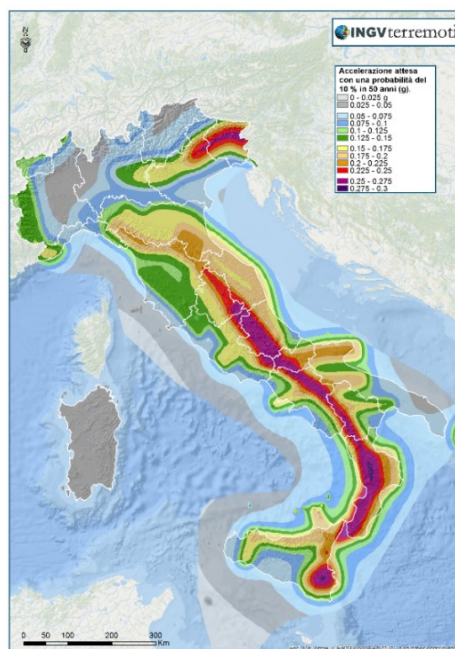 INGVterremoti
N
Accelerazione attesa
con una probabilità del
10 % in 50 anni (g).
0 - 0.025 g
0.025 - 0.05
0.05 - 0.075
0.075 - 0.1
0.1 - 0.125
0.125 - 0.15
0.15 - 0.175
0.175 - 0.2
0.2 - 0.225
0.225 - 0.25
0.25 - 0.275
0.275 - 0.3
0 50 100 200 300
Km